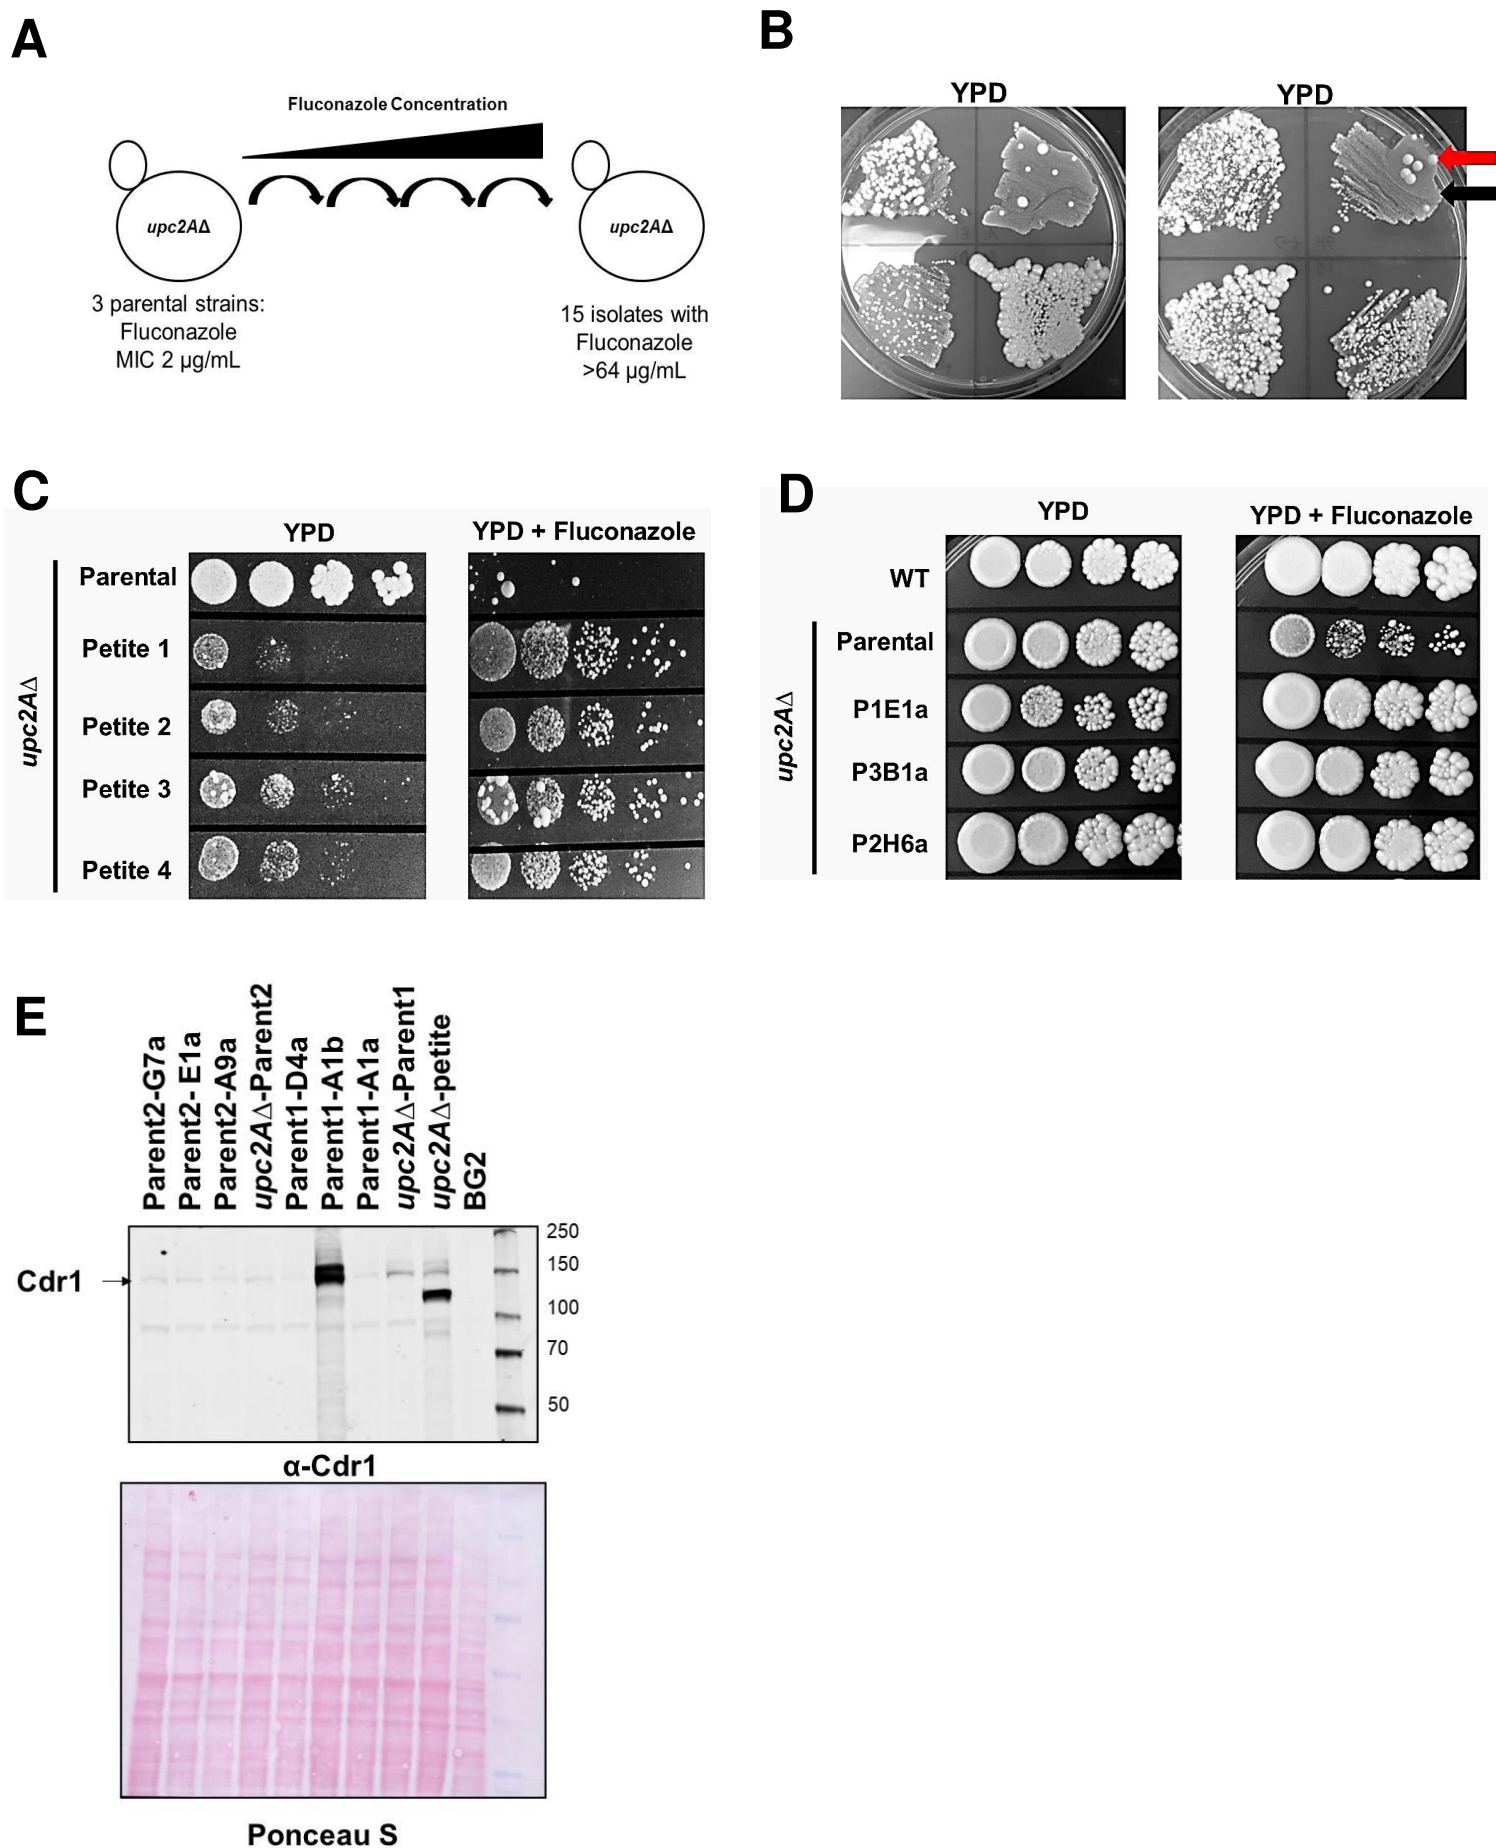 A
Fluconazole Concentration
upc2AΔ
upc2AΔ
3 parental strains:
Fluconazole
MIC 2 µg/mL
15 isolates with
Fluconazole
>64 µg/mL
B
YPD
YPD
C
YPD
YPD + Fluconazole
upc2AΔ
Parental
Petite 1
Petite 2
Petite 3
Petite 4
D
YPD
YPD + Fluconazole
WT
upc2AΔ
Parental
P1E1a
P3B1a
P2H6a
E
Parent2-G7a
Parent2- E1a
Parent2-A9a
upc2AΔ-Parent2
Parent1-D4a
Parent1-A1b
Parent1-A1a
upc2AΔ-Parent1
upc2AΔ-petite
BG2
250
150
100
70
50
Cdr1
α-Cdr1
Ponceau S